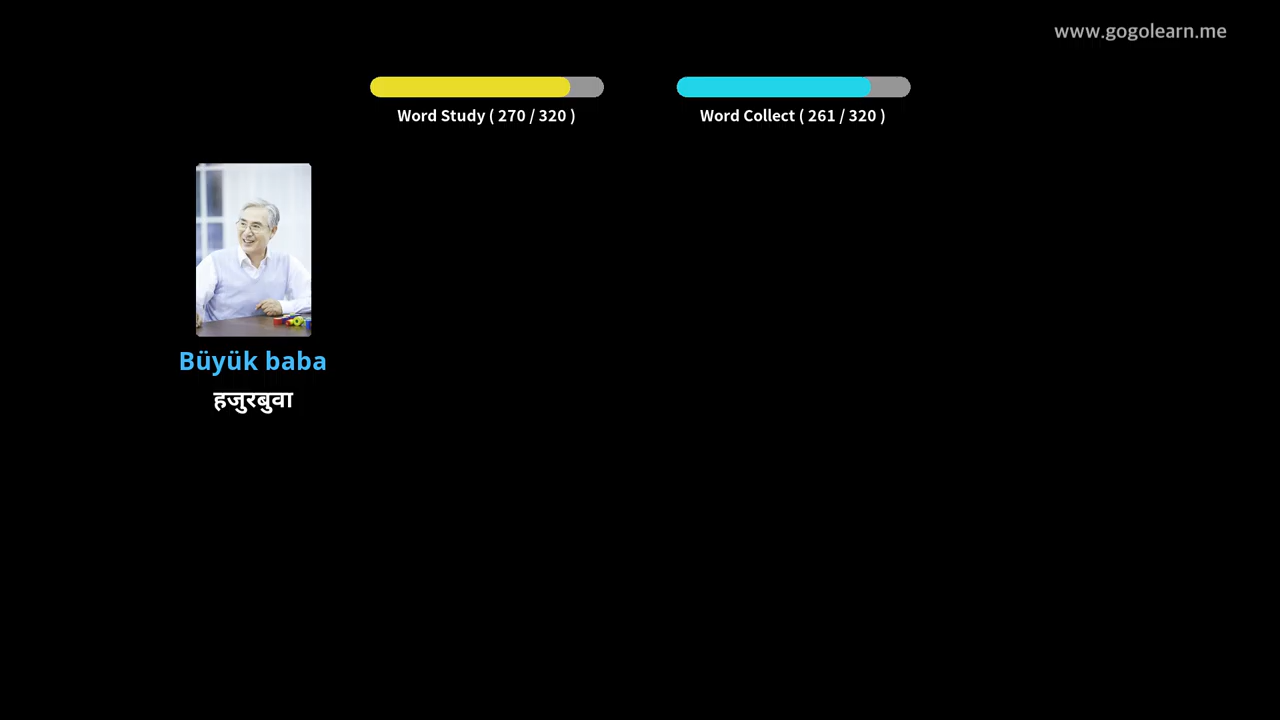 www.gogolearn.me
Word Study ( 270 / 320 )
Word Collect ( 261 / 320 )
Büyük baba
हजुरबुवा